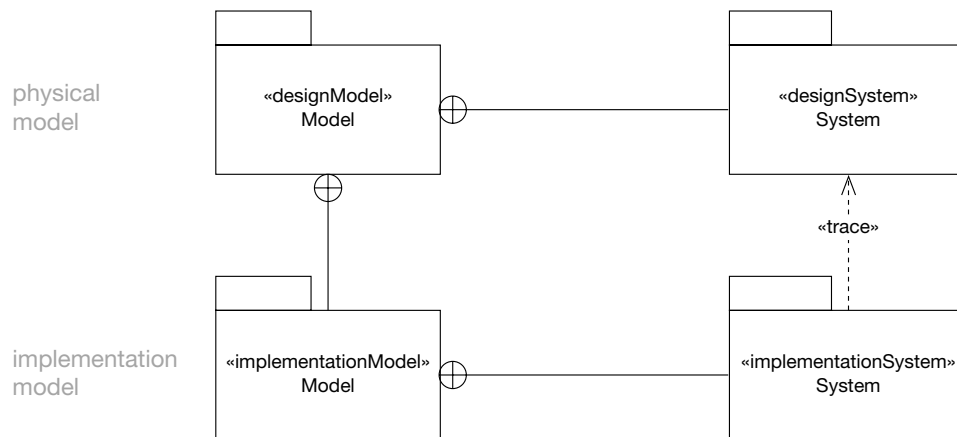 physical
model
«designModel»
Model
«designSystem»
System
«trace»
implementation
model
«implementationModel»
Model
«implementationSystem»
System